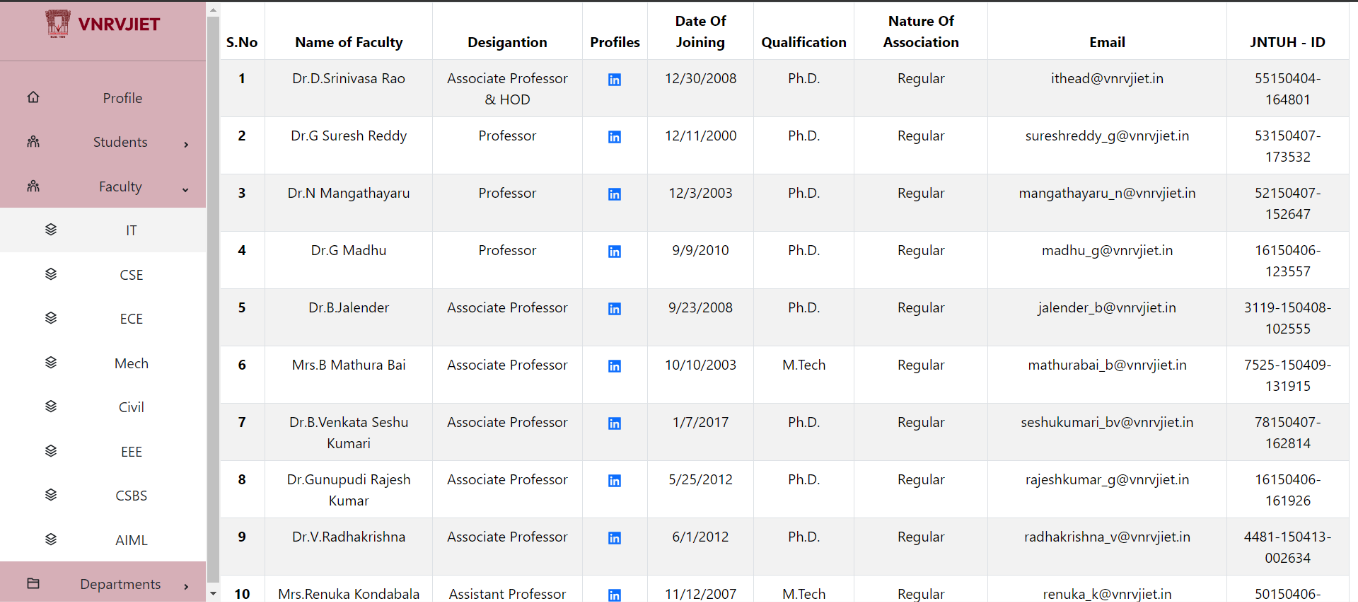 VNRVJIET
Profile
Students
Faculty
IT
CSE
ECE
Mech
Civil
EEE
CSBS
AIML
Departments
S.No Name of Faculty Desigantion Profiles Date Of Joining Qualification Nature Of Association Email JNTUH - ID
1 Dr.D.Srinivasa Rao Associate Professor & HOD in 12/30/2008 Ph.D. Regular ithead@vnrvjiet.in 55150404-164801
2 Dr.G Suresh Reddy Professor in 12/11/2000 Ph.D. Regular sureshreddy_g@vnrvjiet.in 53150407-173532
3 Dr.N Mangathayaru Professor in 12/3/2003 Ph.D. Regular mangathayaru_n@vnrvjiet.in 52150407-152647
4 Dr.G Madhu Professor in 9/9/2010 Ph.D. Regular madhu_g@vnrvjiet.in 16150406-123557
5 Dr.B.Jalender Associate Professor in 9/23/2008 Ph.D. Regular jalender_b@vnrvjiet.in 3119-150408-102555
6 Mrs.B Mathura Bai Associate Professor in 10/10/2003 M.Tech Regular mathurabai_b@vnrvjiet.in 7525-150409-131915
7 Dr.B.Venkata Seshu Kumari Associate Professor in 1/7/2017 Ph.D. Regular seshukumari_bv@vnrvjiet.in 78150407-162814
8 Dr.Gunupudi Rajesh Kumar Associate Professor in 5/25/2012 Ph.D. Regular rajeshkumar_g@vnrvjiet.in 16150406-161926
9 Dr.V.Radhakrishna Associate Professor in 6/1/2012 Ph.D. Regular radhakrishna_v@vnrvjiet.in 4481-150413-002634
10 Mrs.Renuka Kondabala Assistant Professor in 11/12/2007 M.Tech Regular renuka_k@vnrvjiet.in 50150406-